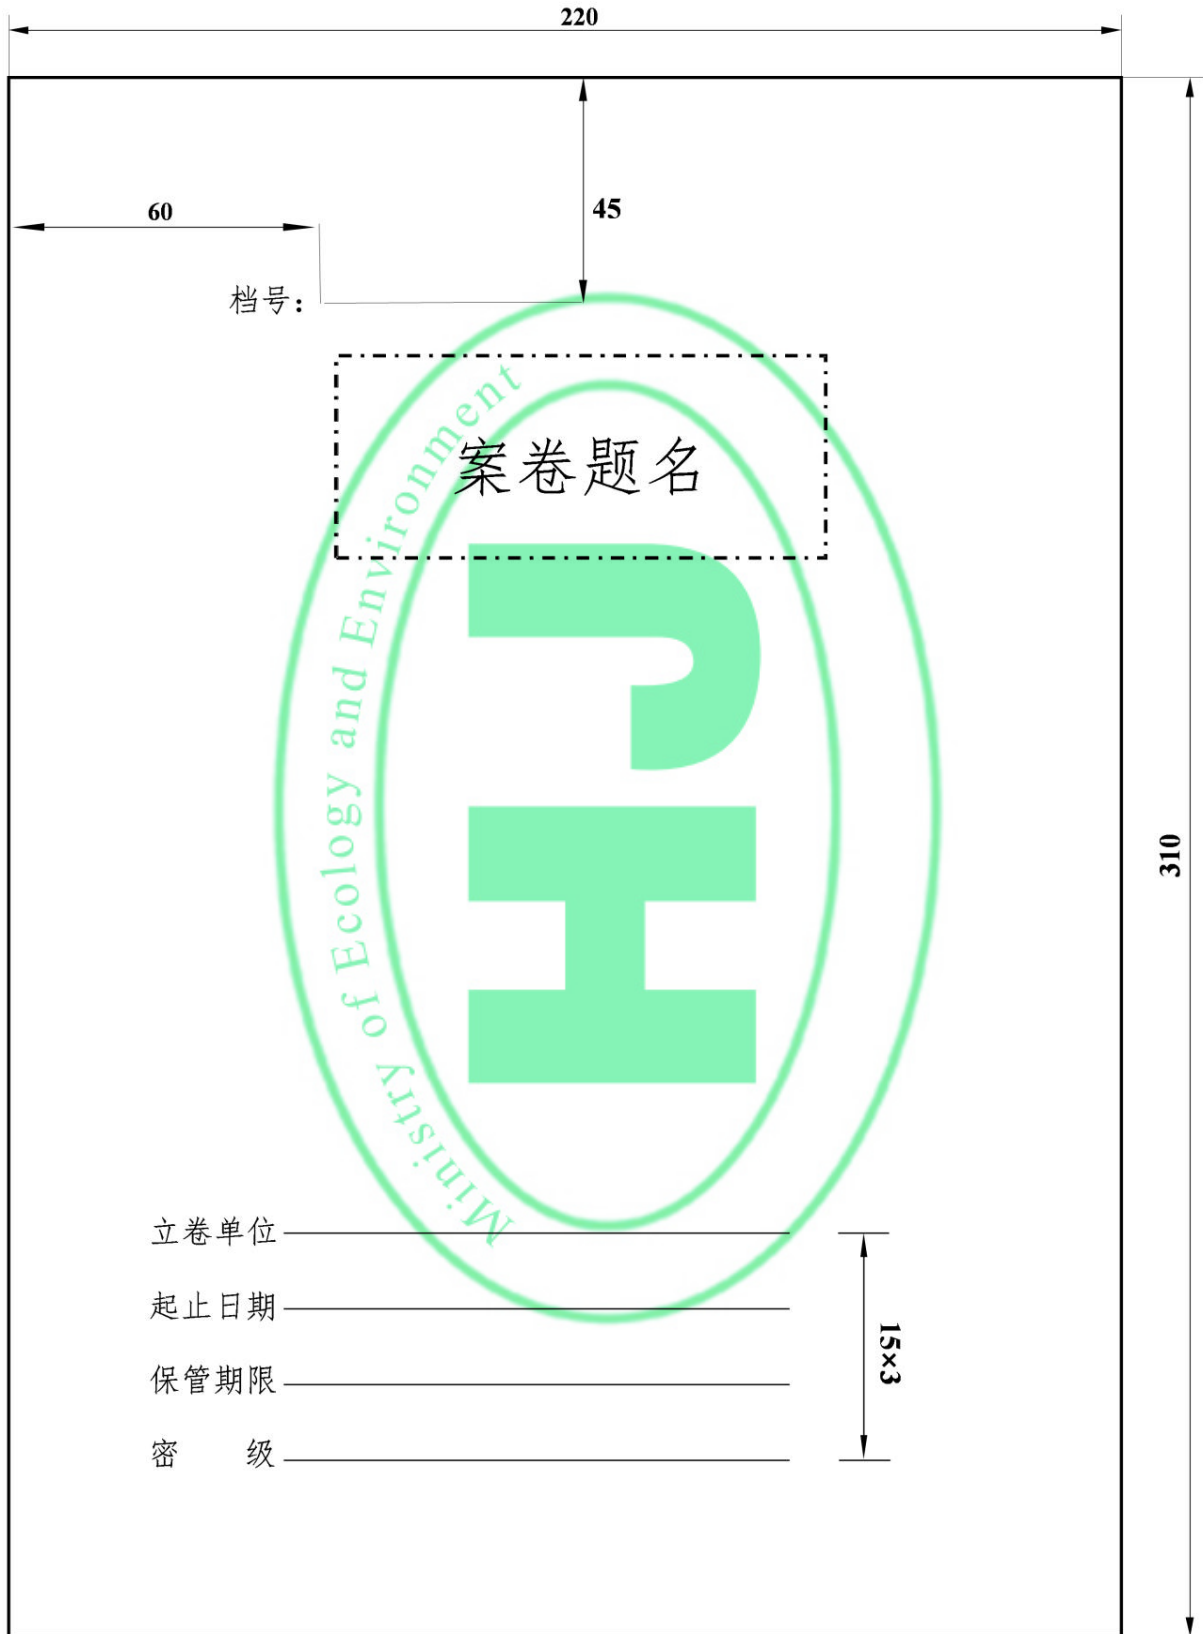 220
45
60
档号：
案卷题名
Ministry of Ecology and Environment
HJ
310
立卷单位
起止日期
15×3
保管期限
密 级